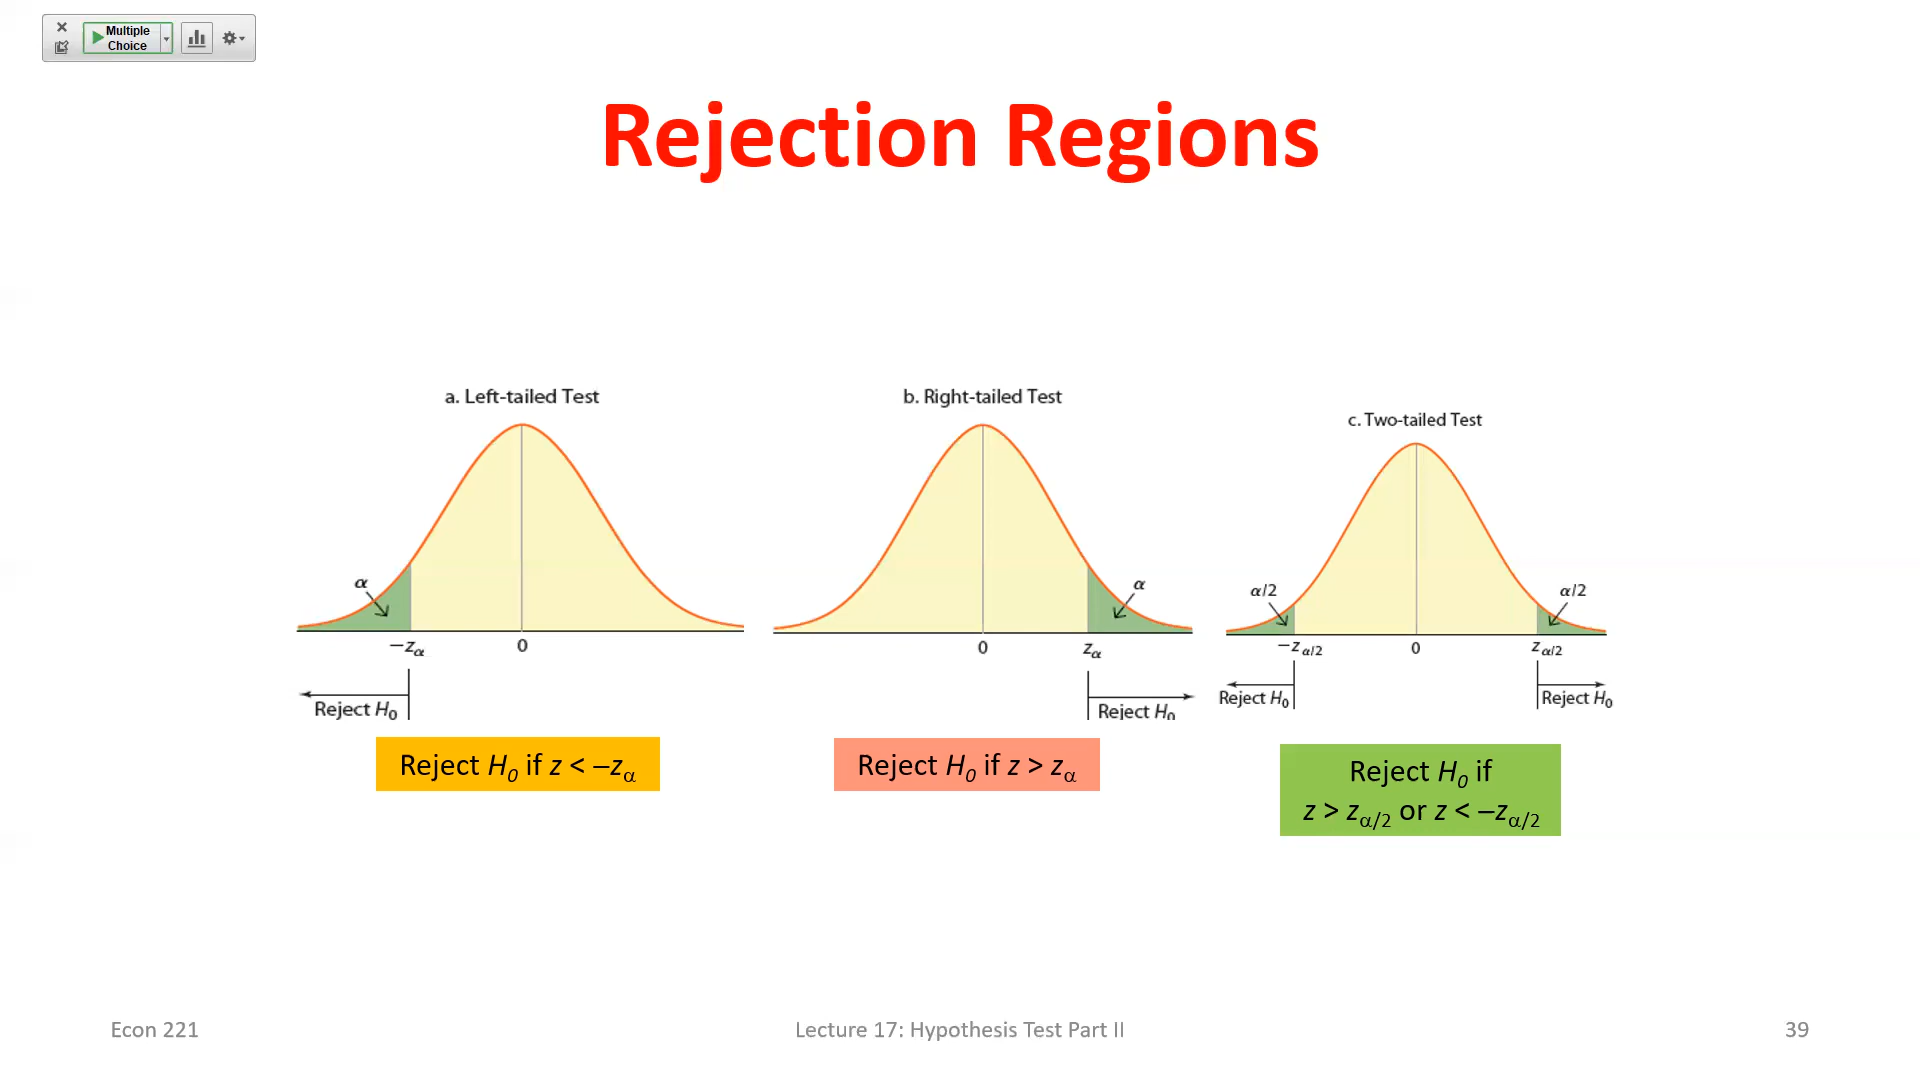 Multiple
Choice
Rejection Regions
a. Left-tailed Test
b. Right-tailed Test
c. Two-tailed Test
α
α
α/2
α/2
−zα
0
0
zα
−zα/2
0
zα/2
Reject H0
Reject H0
Reject H0
Reject H0
Reject H0 if z < –zα
Reject H0 if z > zα
Reject H0 if
z > zα/2 or z < –zα/2
Econ 221
Lecture 17: Hypothesis Test Part II
39